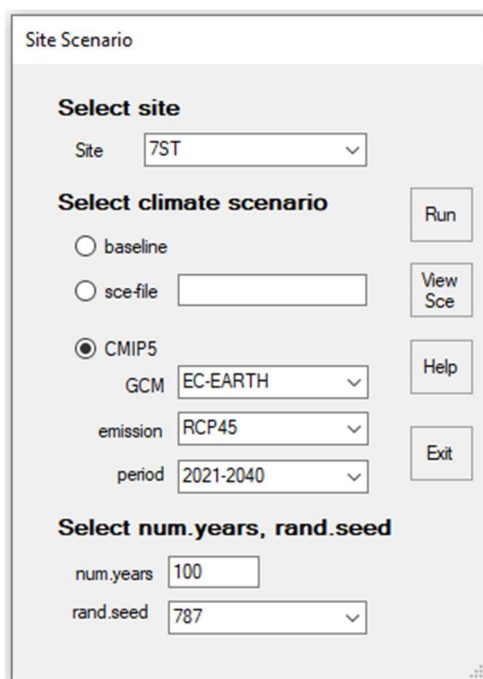 Site Scenario
Select site
Site 7ST
Select climate scenario
Run
baseline
sce-file
View
Sce
CMIP5
GCM EC-EARTH
Help
emission RCP45
Exit
period 2021-2040
Select num.years, rand.seed
num.years 100
rand.seed 787